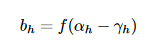 b_h = f(α_h − γ_h)